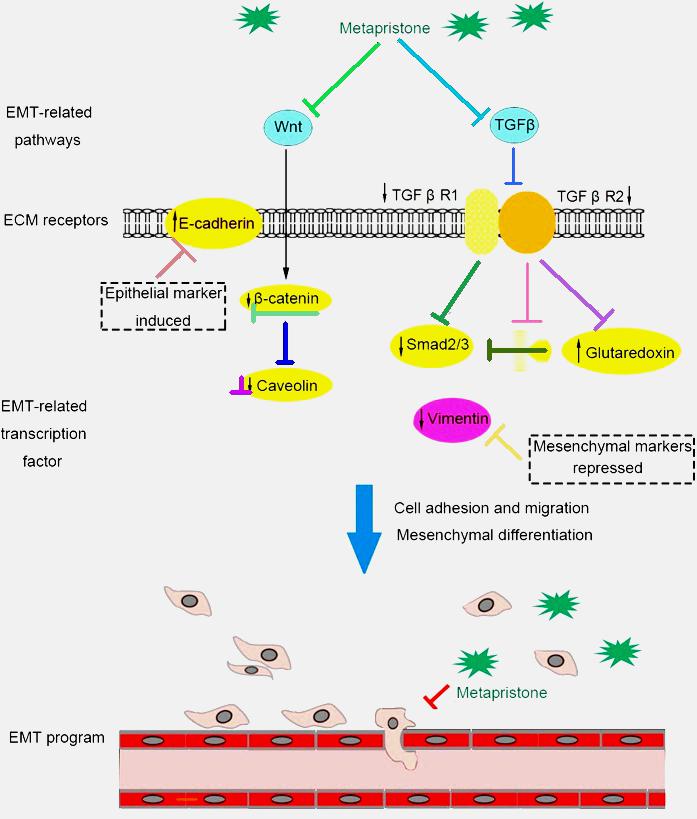 Metapristone
EMT-related
pathways
Wnt
TGFβ
↓ TGF β R1
TGF β R2↓
ECM receptors
↑E-cadherin
Epithelial marker
induced
↓β-catenin
↓Smad2/3
↑ Glutaredoxin
↓Caveolin
EMT-related
transcription
factor
↓Vimentin
Mesenchymal markers
repressed
Cell adhesion and migration
Mesenchymal differentiation
Metapristone
EMT program